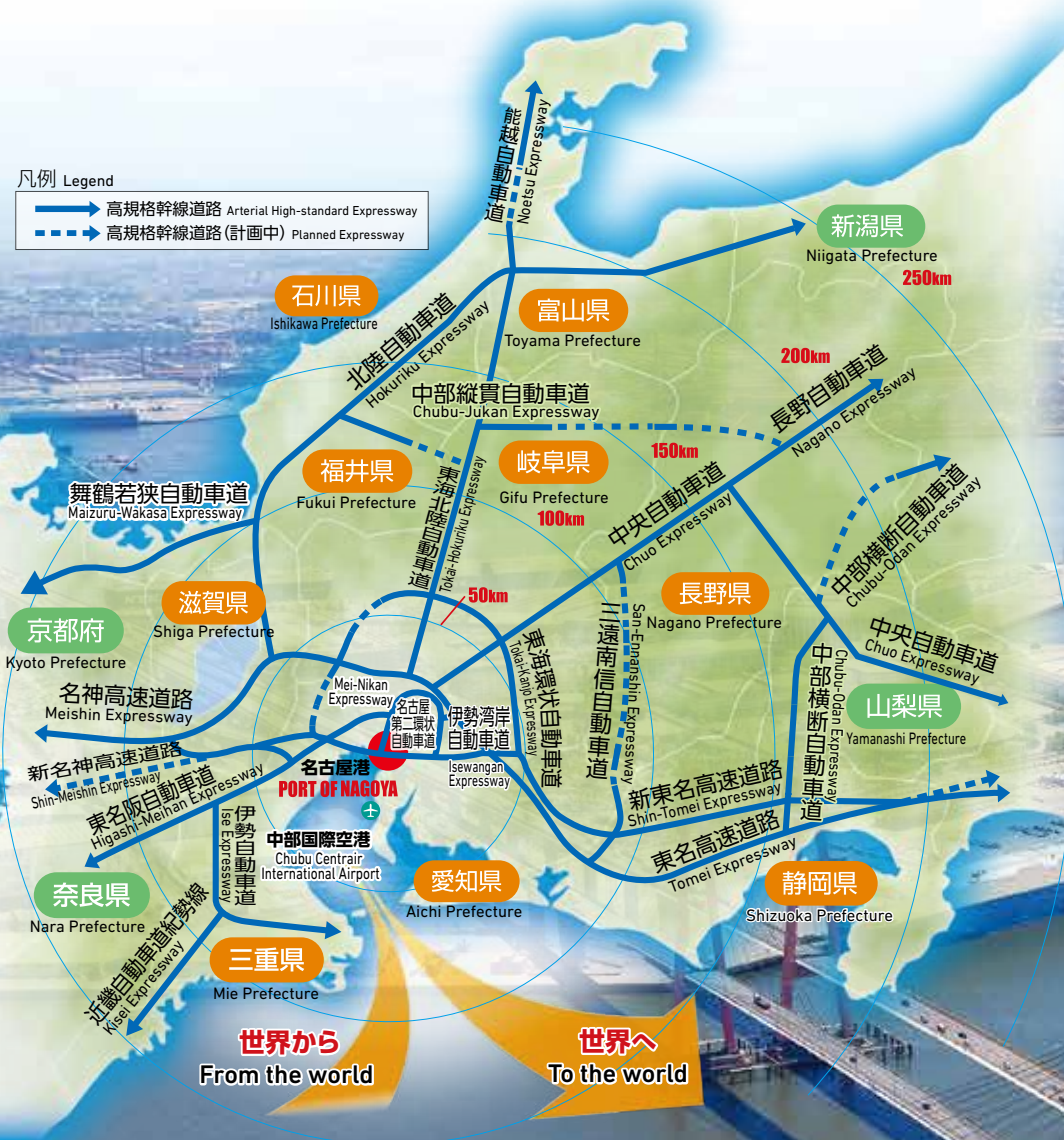 凡例 Legend
高規格幹線道路 Arterial High-standard Expressway
高規格幹線道路(計画中) Planned Expressway
能越自動車道
Noetsu Expressway
新潟県
Niigata Prefecture
250km
石川県
Ishikawa Prefecture
富山県
Toyama Prefecture
北陸自動車道
Hokuriku Expressway
200km
長野自動車道
Nagano Expressway
中部縦貫自動車道
Chubu-Jukan Expressway
150km
岐阜県
Gifu Prefecture
100km
福井県
Fukui Prefecture
東海北陸自動車道
Tokai-Hokuriku Expressway
舞鶴若狭自動車道
Maizuru-Wakasa Expressway
中央自動車道
Chuo Expressway
中部横断自動車道
Chubu-Odan Expressway
50km
滋賀県
Shiga Prefecture
長野県
Nagano Prefecture
京都府
Kyoto Prefecture
三遠南信自動車道
San-Ennanshin Expressway
東海環状自動車道
Tokai-Kanjo Expressway
中央自動車道
Chuo Expressway
中部横断自動車道
Chubu-Odan Expressway
名神高速道路
Meishin Expressway
Mei-Nikan
Expressway
名古屋
第二環状
自動車道
伊勢湾岸
自動車道
Isewangan
Expressway
山梨県
Yamanashi Prefecture
新名神高速道路
Shin-Meishin Expressway
名古屋港
PORT OF NAGOYA
東名阪自動車道
Higashi-Meihan Expressway
新東名高速道路
Shin-Tomei Expressway
伊勢自動車道
Ise Expressway
中部国際空港
Chubu Centrair
International Airport
東名高速道路
Tomei Expressway
愛知県
Aichi Prefecture
静岡県
Shizuoka Prefecture
奈良県
Nara Prefecture
近畿自動車道紀勢線
Kisei Expressway
三重県
Mie Prefecture
世界から
From the world
世界へ
To the world